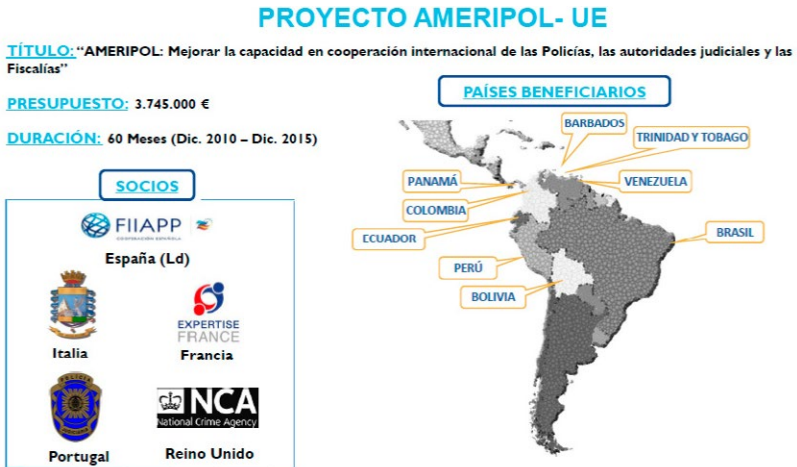 PROYECTO AMERIPOL- UE
TÍTULO: “AMERIPOL: Mejorar la capacidad en cooperación internacional de las Policías, las autoridades judiciales y las
Fiscalías”
PRESUPUESTO: 3.745.000 €
DURACIÓN: 60 Meses (Dic. 2010 – Dic. 2015)
SOCIOS
FIIAPP
COOPERACIÓN ESPAÑOLA
España (Ld)
Italia
EXPERTISE
FRANCE
Francia
Portugal
NCA
National Crime Agency
Reino Unido
PAÍSES BENEFICIARIOS
BARBADOS
TRINIDAD Y TOBAGO
PANAMÁ
VENEZUELA
COLOMBIA
ECUADOR
BRASIL
PERÚ
BOLIVIA